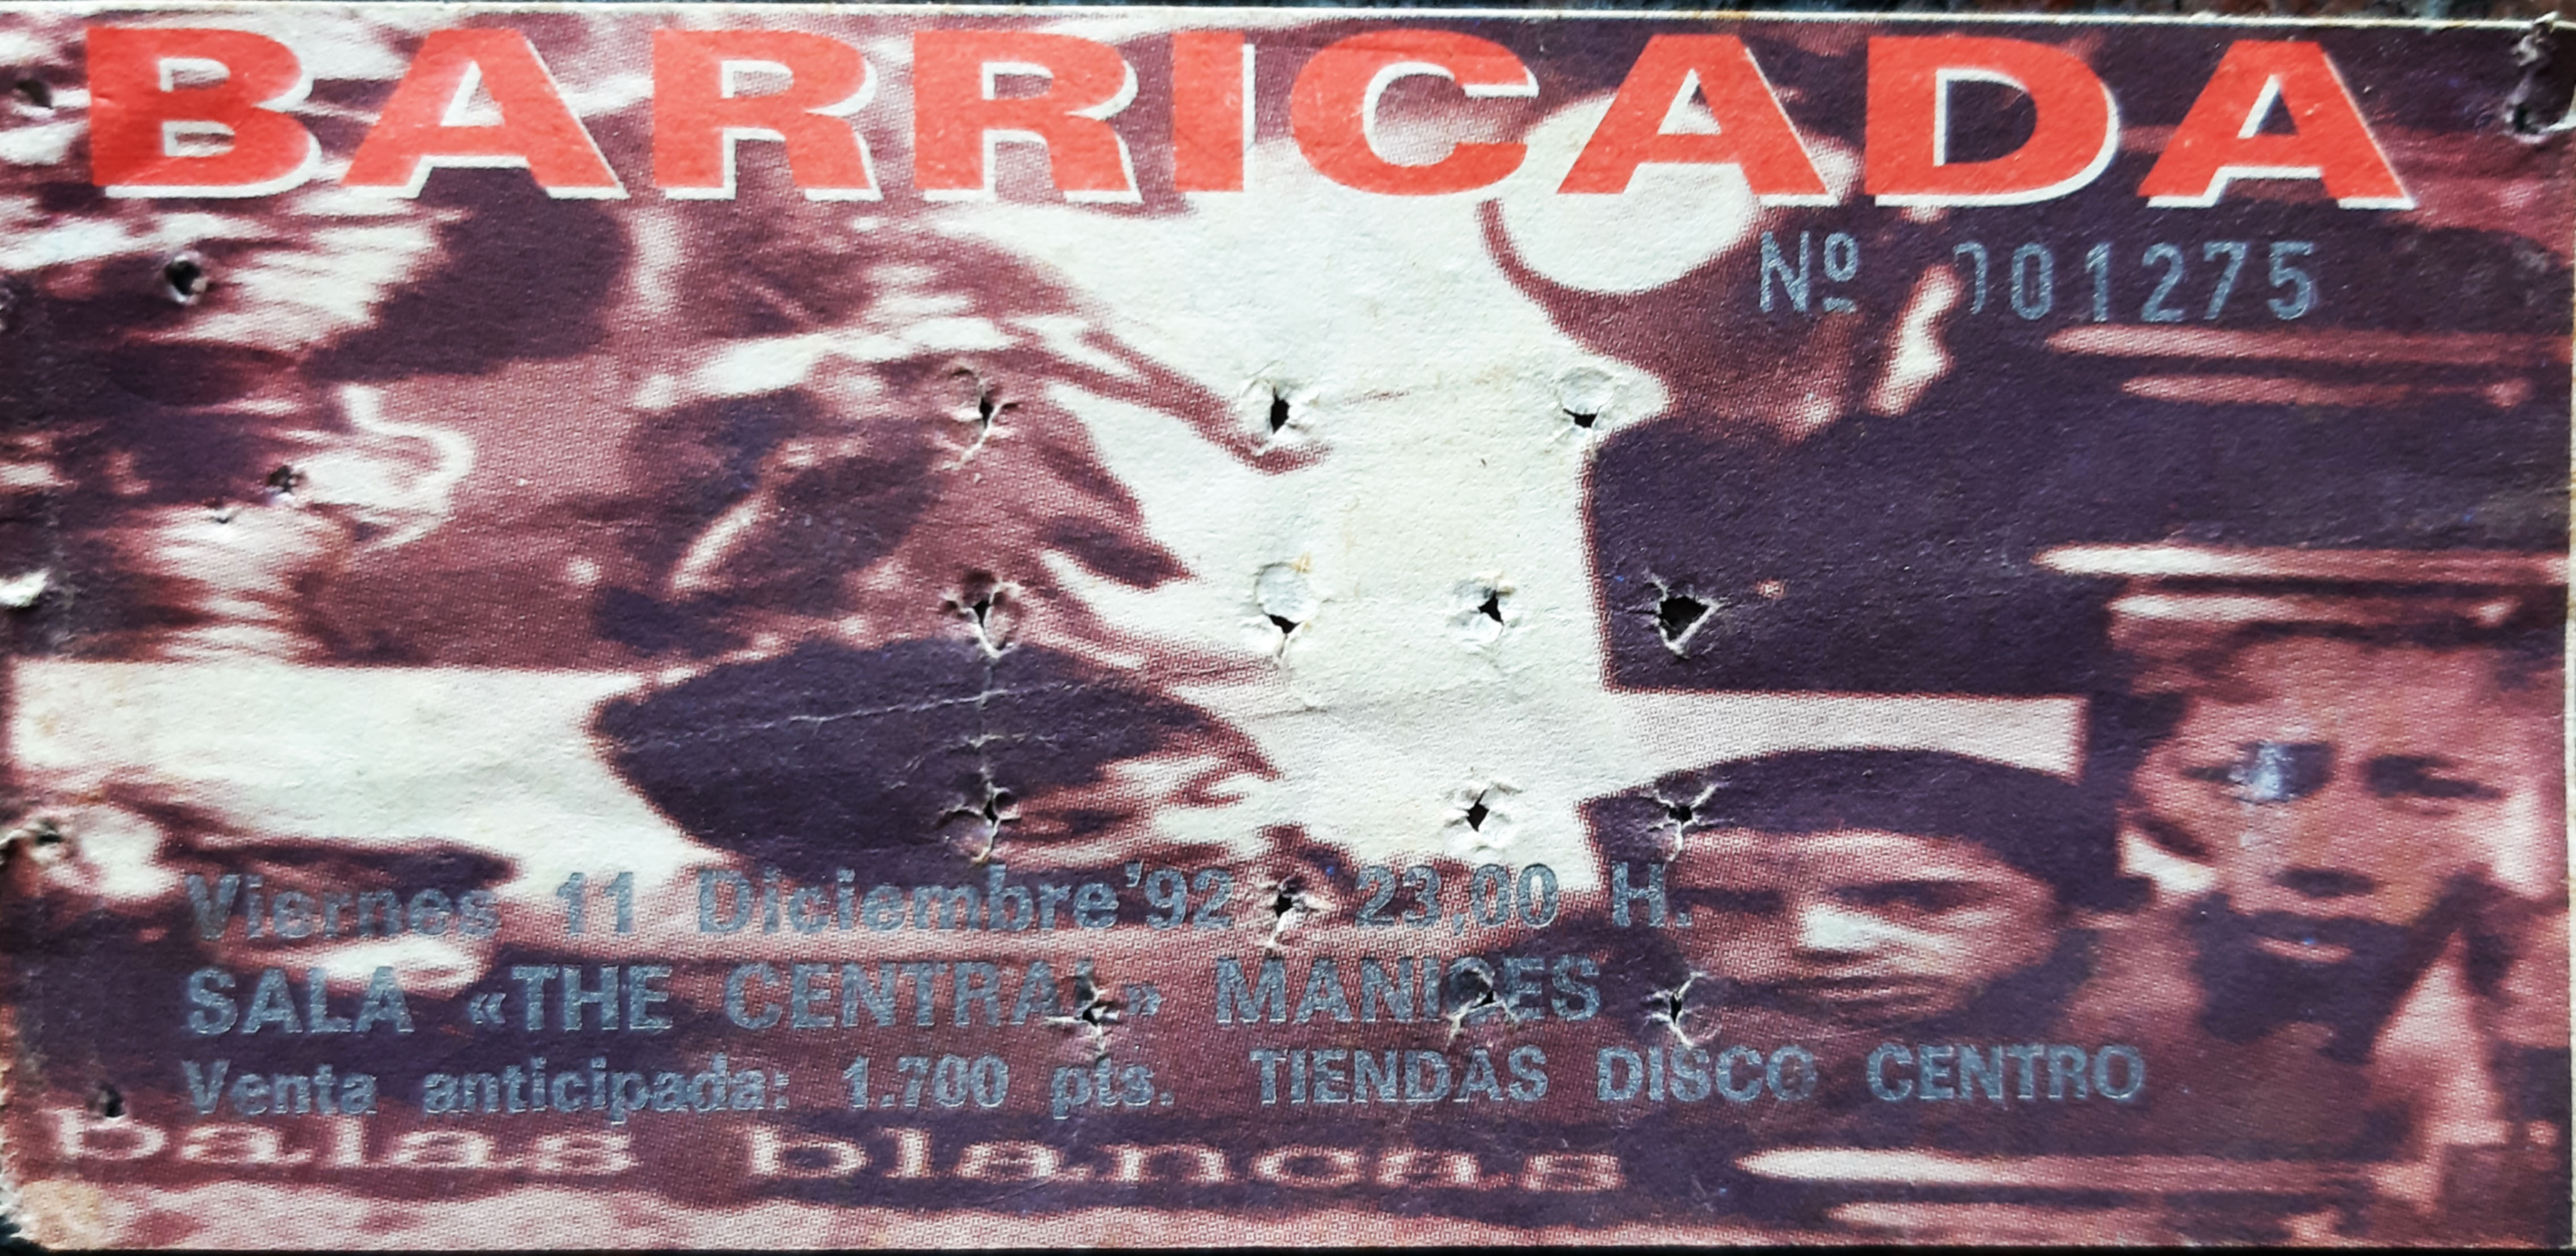 BARRICADA
Nº 001275
Viernes 11 Diciembre'92 23,00 H.
SALA «THE CENTRAL» MANISES
Venta anticipada: 1.700 pts. TIENDAS DISCO CENTRO
balas blancas